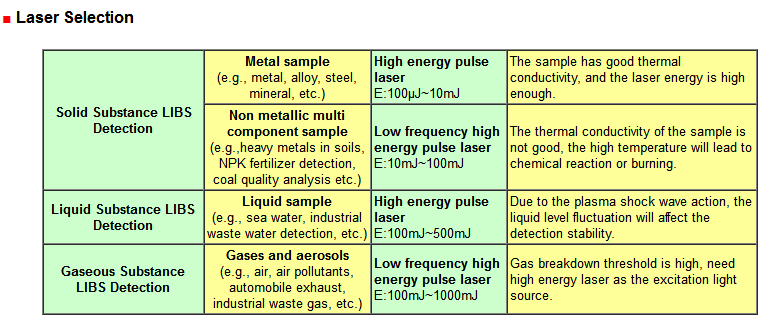 Laser Selection
Solid Substance LIBS
Detection
Metal sample
(e.g., metal, alloy, steel,
mineral, etc.)
High energy pulse
laser
E:100μJ~10mJ
The sample has good thermal
conductivity, and the laser energy is high
enough.
Non metallic multi
component sample
(e.g.,heavy metals in soils,
NPK fertilizer detection,
coal quality analysis etc.)
Low frequency high
energy pulse laser
E:10mJ~100mJ
The thermal conductivity of the sample is
not good, the high temperature will lead to
chemical reaction or burning.
Liquid Substance LIBS
Detection
Liquid sample
(e.g., sea water, industrial
waste water detection, etc.)
High energy pulse
laser
E:100mJ~500mJ
Due to the plasma shock wave action, the
liquid level fluctuation will affect the
detection stability.
Gaseous Substance
LIBS Detection
Gases and aerosols
(e.g., air, air pollutants,
automobile exhaust,
industrial waste gas, etc.)
Low frequency high
energy pulse laser
E:100mJ~1000mJ
Gas breakdown threshold is high, need
high energy laser as the excitation light
source.